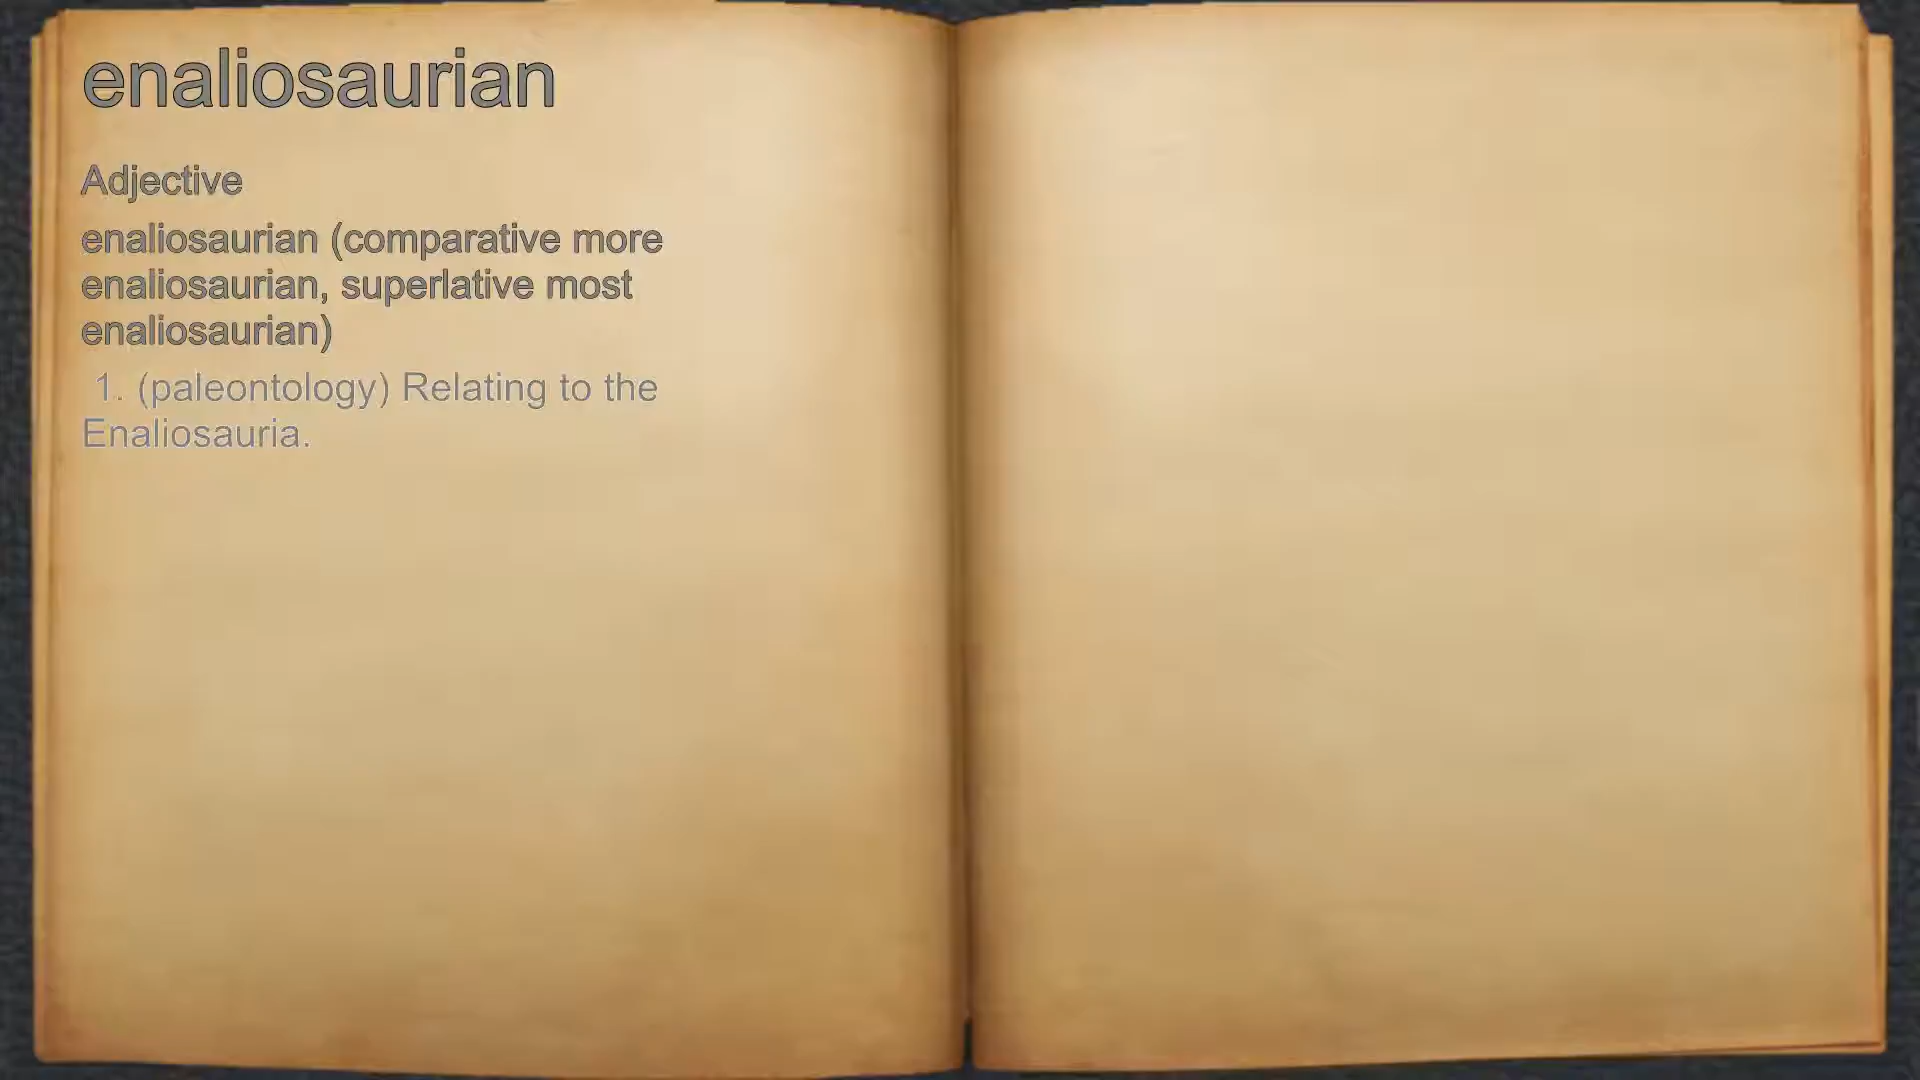 enaliosaurian
Adjective
enaliosaurian (comparative more
enaliosaurian, superlative most
enaliosaurian)
1. (paleontology) Relating to the
Enaliosauria.